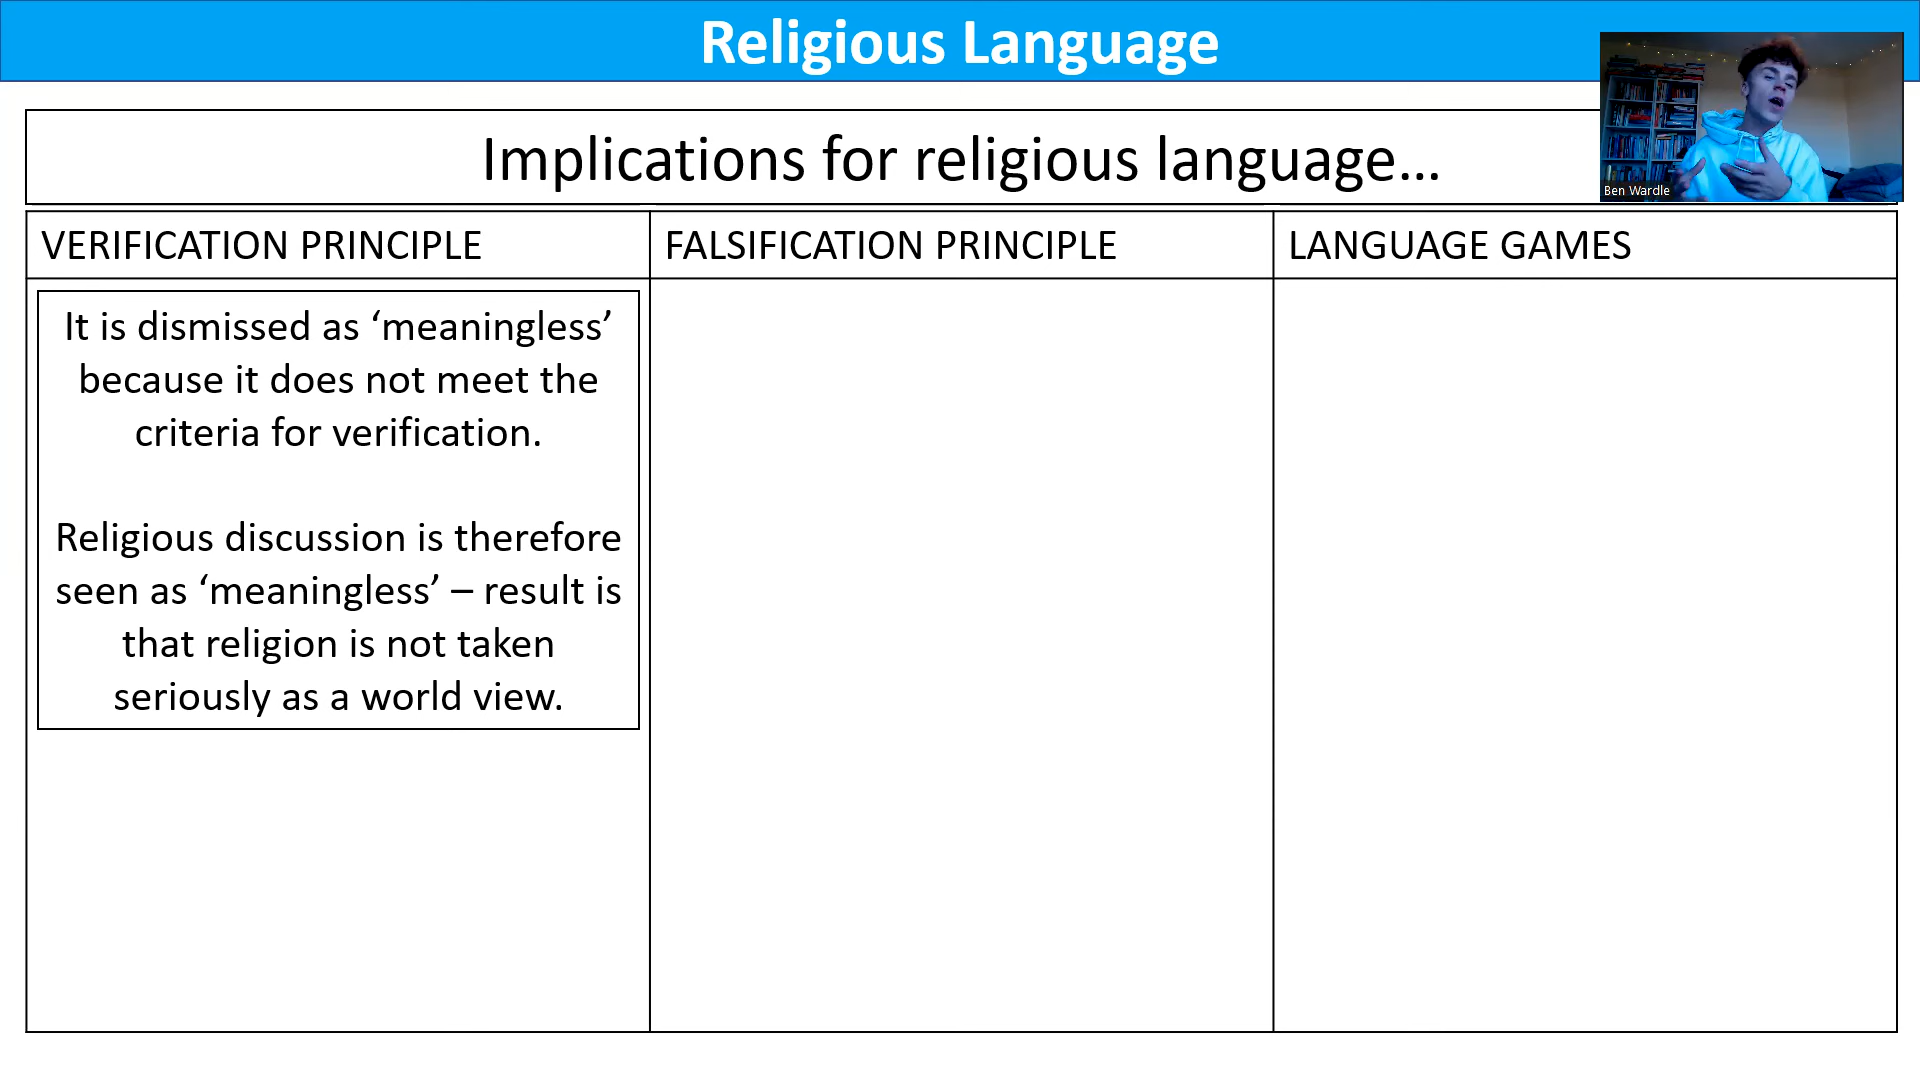 Religious Language
Implications for religious language…
Ben Wardle
VERIFICATION PRINCIPLE
FALSIFICATION PRINCIPLE
LANGUAGE GAMES
It is dismissed as ‘meaningless’
because it does not meet the
criteria for verification.
Religious discussion is therefore
seen as ‘meaningless’ – result is
that religion is not taken
seriously as a world view.